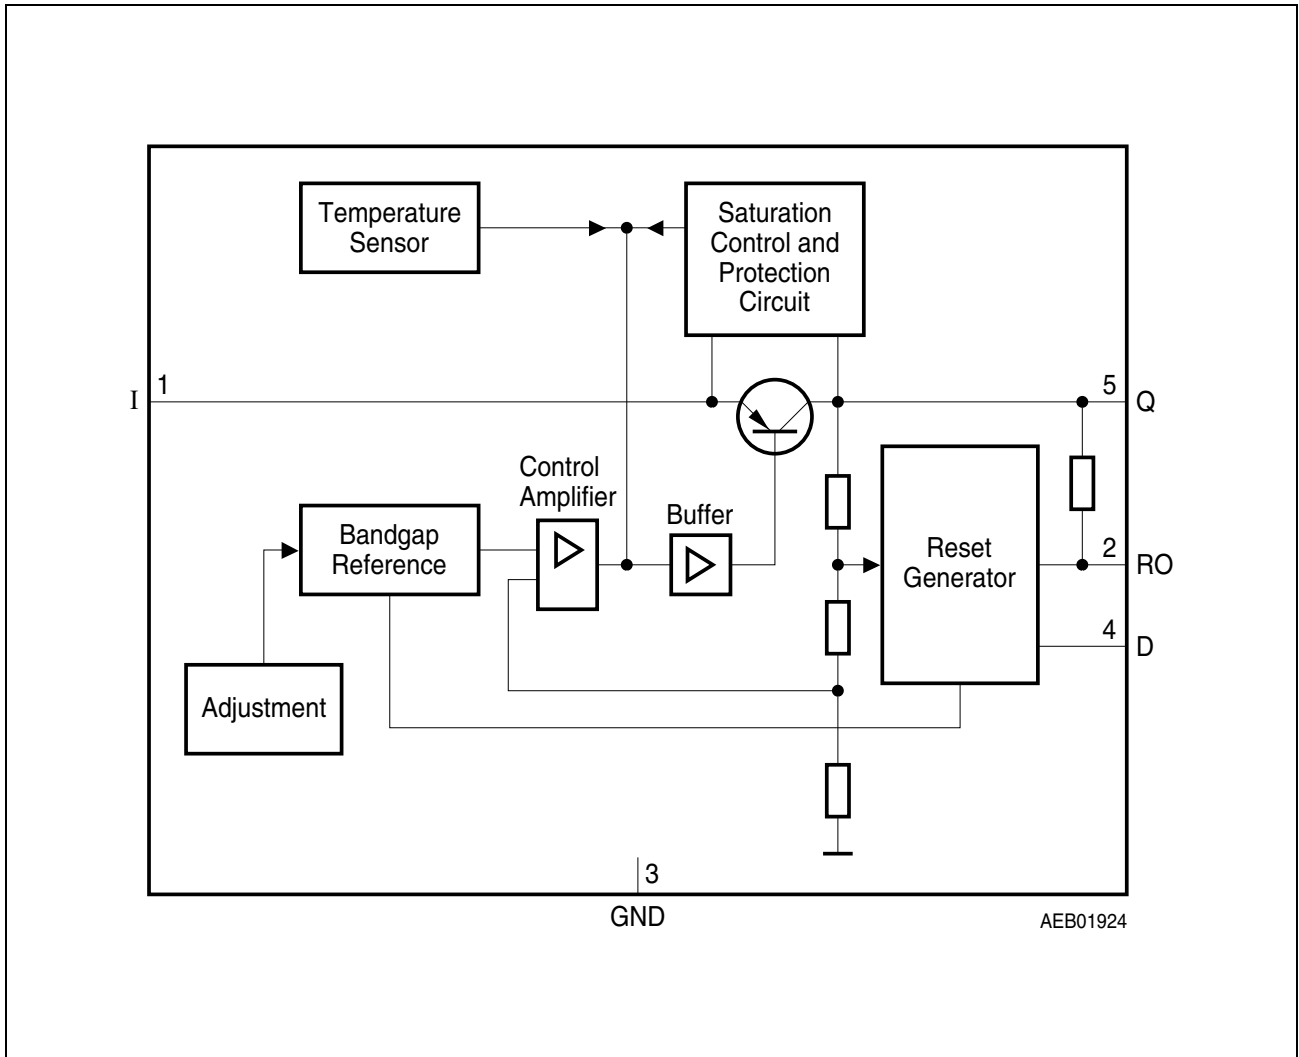 Temperature
Sensor
Saturation
Control and
Protection
Circuit
I
1
5
Q
Control
Amplifier
Buffer
Bandgap
Reference
Reset
Generator
2
RO
4
D
Adjustment
3
GND
AEB01924